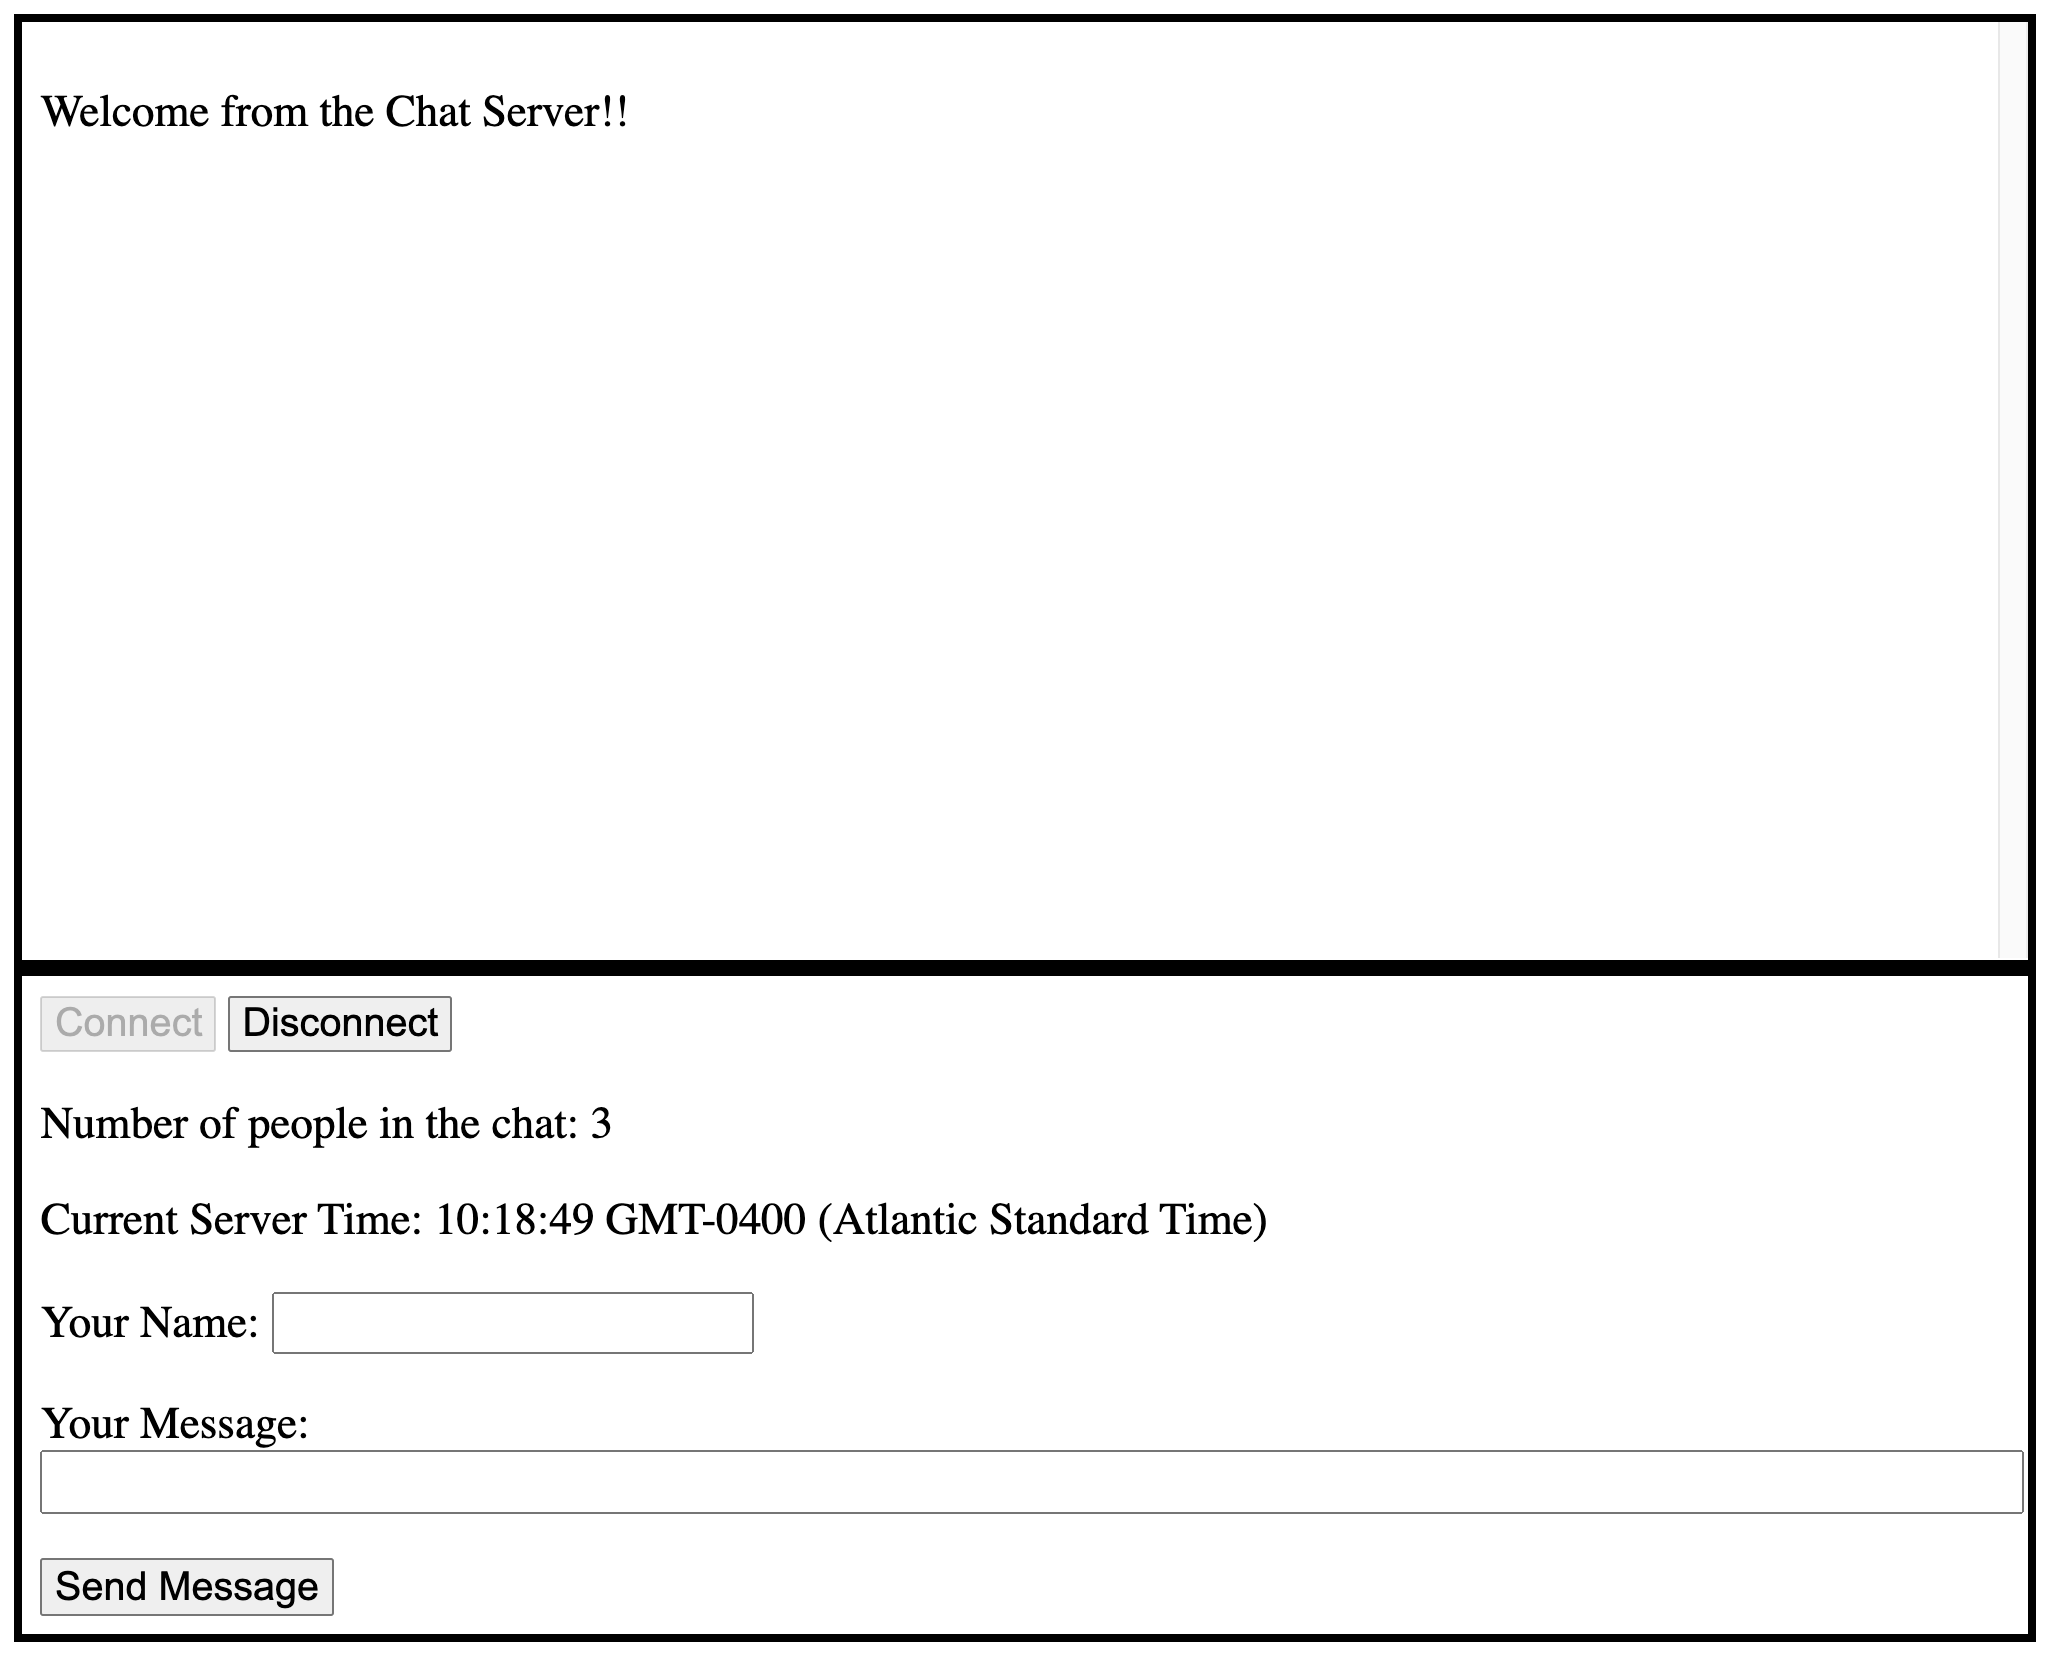 Welcome from the Chat Server!!
Connect Disconnect
Number of people in the chat: 3
Current Server Time: 10:18:49 GMT-0400 (Atlantic Standard Time)
Your Name:
Your Message:
Send Message